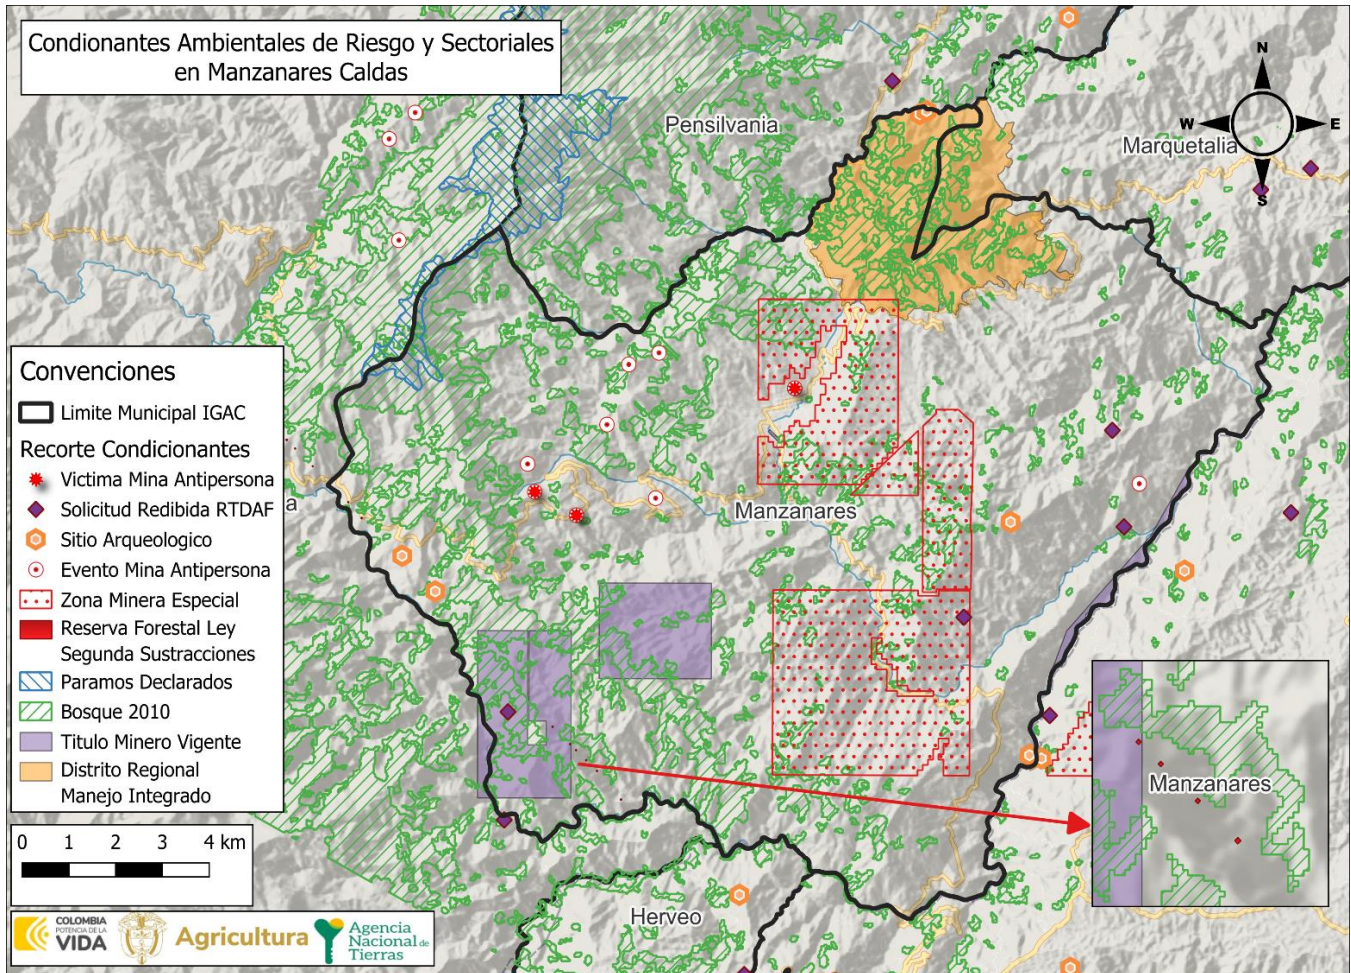 Condionantes Ambientales de Riesgo y Sectoriales
en Manzanares Caldas
Pensilvania
Marquetalia
N
W
E
S
Convenciones
Limite Municipal IGAC
Recorte Condicionantes
Victima Mina Antipersona
Solicitud Redibida RTDAF
Sitio Arqueologico
Evento Mina Antipersona
Zona Minera Especial
Reserva Forestal Ley
Segunda Sustracciones
Paramos Declarados
Bosque 2010
Titulo Minero Vigente
Distrito Regional
Manejo Integrado
a
Manzanares
Manzanares
Herveo
0 1 2 3 4 km
COLOMBIA
POTENCIA DE LA
VIDA
Agricultura
Agencia
Nacional de
Tierras